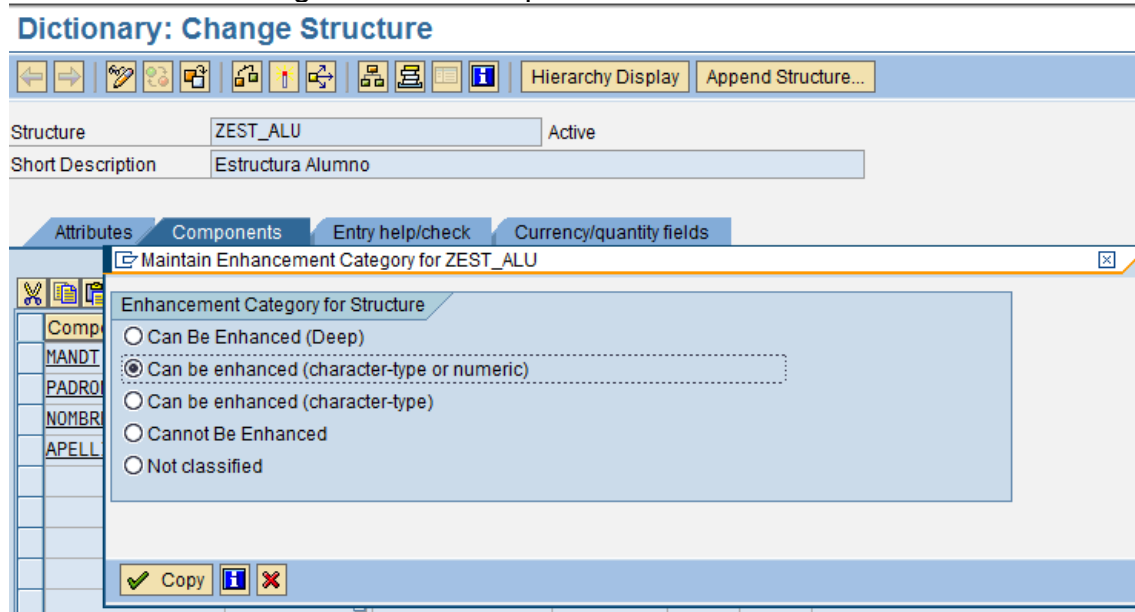 Dictionary: Change Structure
Hierarchy Display Append Structure...
Structure ZEST_ALU Active
Short Description Estructura Alumno
Attributes Components Entry help/check Currency/quantity fields
Maintain Enhancement Category for ZEST_ALU
Enhancement Category for Structure
Can Be Enhanced (Deep)
MANDT
Can be enhanced (character-type or numeric)
Can be enhanced (character-type)
Cannot Be Enhanced
Not classified
Copy